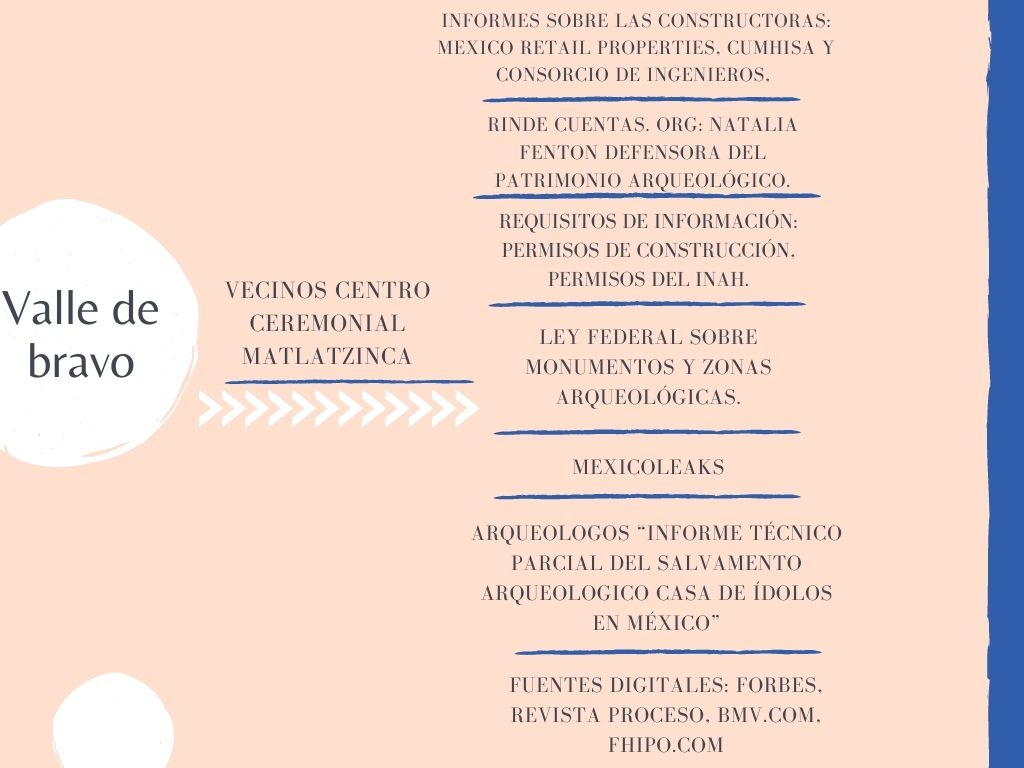 Valle de
bravo
VECINOS CENTRO
CEREMONIAL
MATLATZINCA
INFORMES SOBRE LAS CONSTRUCTORAS:
MEXICO RETAIL PROPERTIES, CUMHISA Y
CONSORCIO DE INGENIEROS,
RINDE CUENTAS. ORG: NATALIA
FENTON DEFENSORA DEL
PATRIMONIO ARQUEOLÓGICO.
REQUISITOS DE INFORMACIÓN:
PERMISOS DE CONSTRUCCIÓN,
PERMISOS DEL INAH.
LEY FEDERAL SOBRE
MONUMENTOS Y ZONAS
ARQUEOLÓGICAS.
MEXICOLEAKS
ARQUEOLOGOS “INFORME TÉCNICO
PARCIAL DEL SALVAMENTO
ARQUEOLOGICO CASA DE ÍDOLOS
EN MÉXICO”
FUENTES DIGITALES: FORBES,
REVISTA PROCESO, BMV.COM,
FHIPO.COM